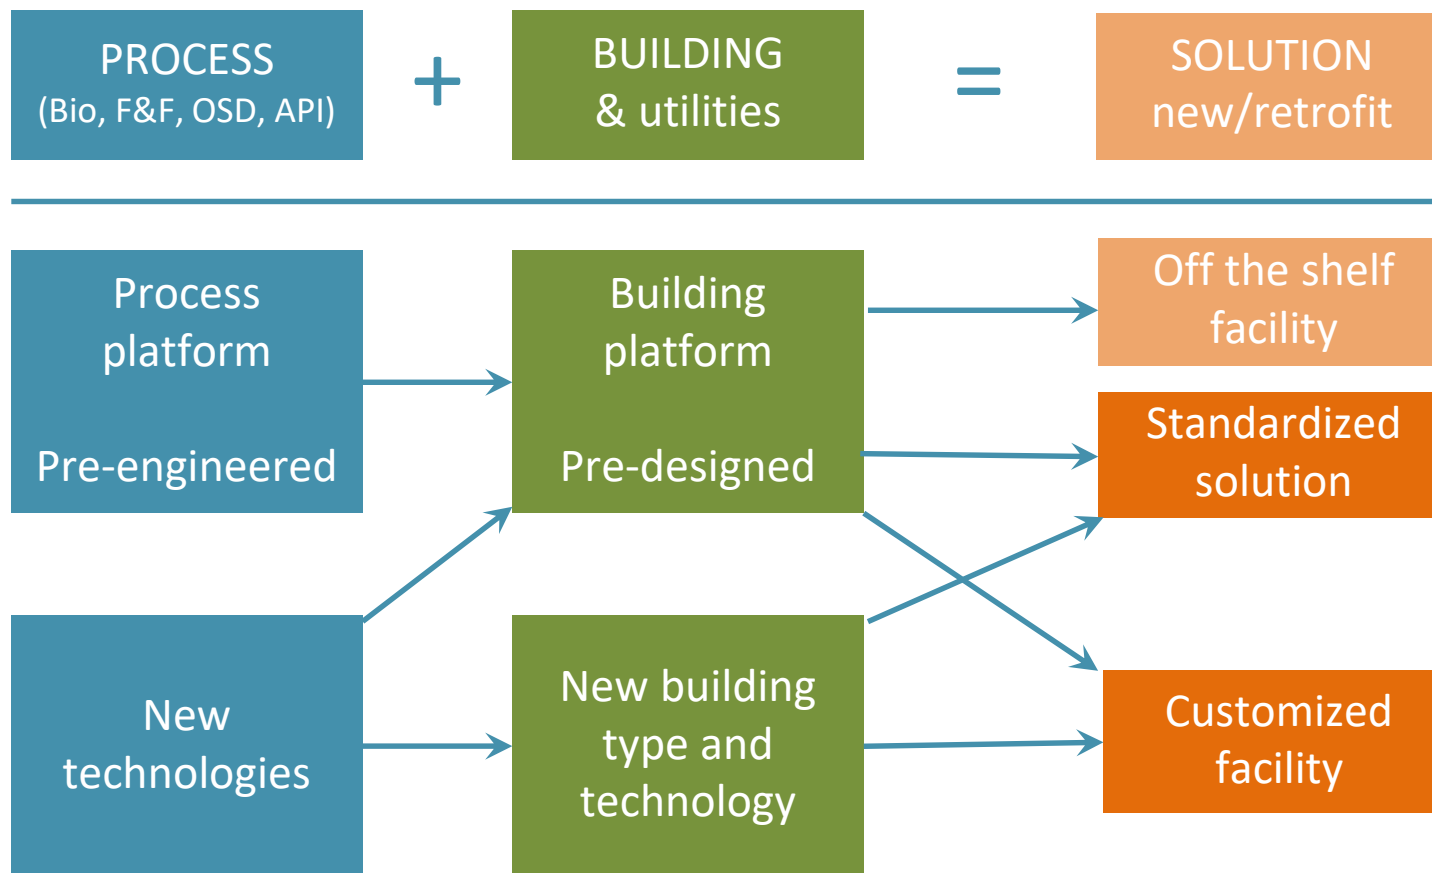 PROCESS
(Bio, F&F, OSD, API)
+
BUILDING
& utilities
=
SOLUTION
new/retrofit
Process
platform
Pre-engineered
Building
platform
Pre-designed
Off the shelf
facility
Standardized
solution
New
technologies
New building
type and
technology
Customized
facility